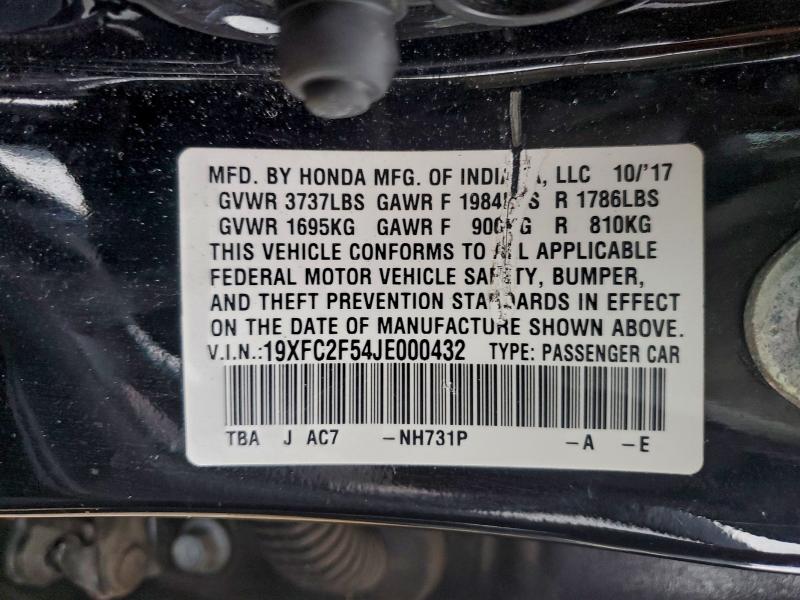 MFD. BY HONDA MFG. OF INDIANA, LLC 10/'17
GVWR 3737LBS GAWR F 1984LBS R 1786LBS
GVWR 1695KG GAWR F 900KG R 810KG
THIS VEHICLE CONFORMS TO ALL APPLICABLE
FEDERAL MOTOR VEHICLE SAFETY, BUMPER,
AND THEFT PREVENTION STANDARDS IN EFFECT
ON THE DATE OF MANUFACTURE SHOWN ABOVE.
V.I.N.:19XFC2F54JE000432 TYPE: PASSENGER CAR
TBA J AC7 -NH731P -A -E